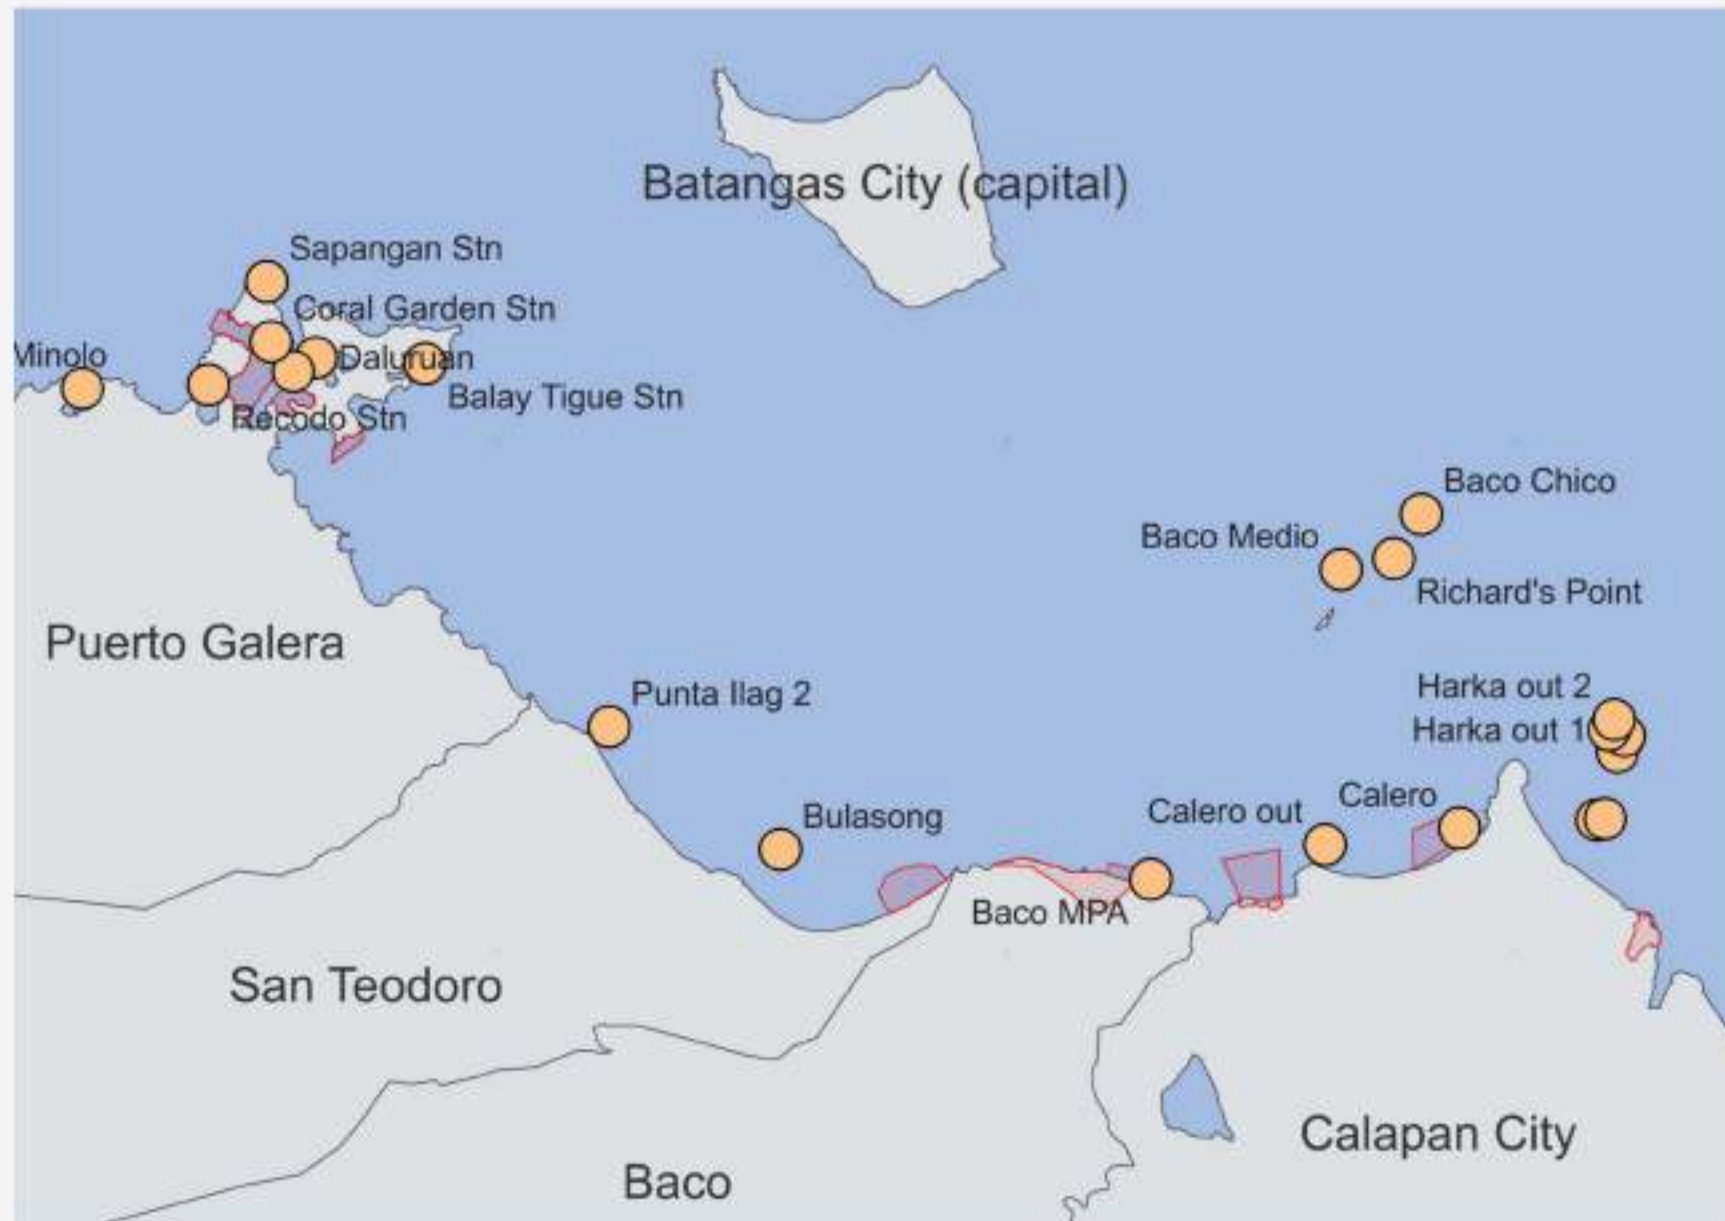 Batangas City (capital)
Sapangan Stn
Coral Garden Stn
Minolo
Daluruan
Balay Tigue Stn
Recodo Stn
Baco Chico
Baco Medio
Richard's Point
Puerto Galera
Punta Ilag 2
Harka out 2
Harka out 1
Calero
Calero out
Bulasong
Baco MPA
San Teodoro
Calapan City
Baco